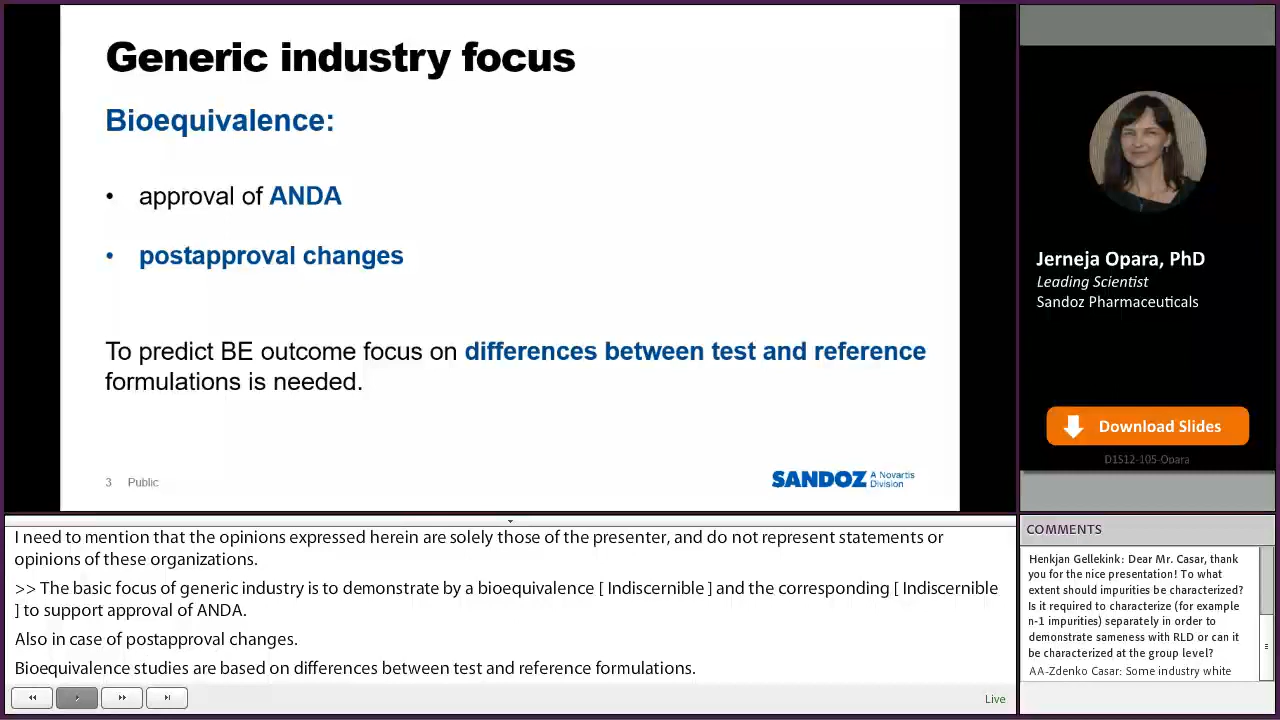 Generic industry focus
Bioequivalence:
• approval of ANDA
• postapproval changes
To predict BE outcome focus on differences between test and reference
formulations is needed.
3 Public
SANDOZ A Novartis
Division
Jerneja Opara, PhD
Leading Scientist
Sandoz Pharmaceuticals
Download Slides
D1S12-105-Opara
I need to mention that the opinions expressed herein are solely those of the presenter, and do not represent statements or
opinions of these organizations.
>> The basic focus of generic industry is to demonstrate by a bioequivalence [ Indiscernible ] and the corresponding [ Indiscernible
] to support approval of ANDA.
Also in case of postapproval changes.
Bioequivalence studies are based on differences between test and reference formulations.
Live
COMMENTS
Henkjan Gellekink: Dear Mr. Casar, thank
you for the nice presentation! To what
extent should impurities be characterized?
Is it required to characterize (for example
n-1 impurities) separately in order to
demonstrate sameness with RLD or can it
be characterized at the group level?
AA-Zdenko Casar: Some industry white